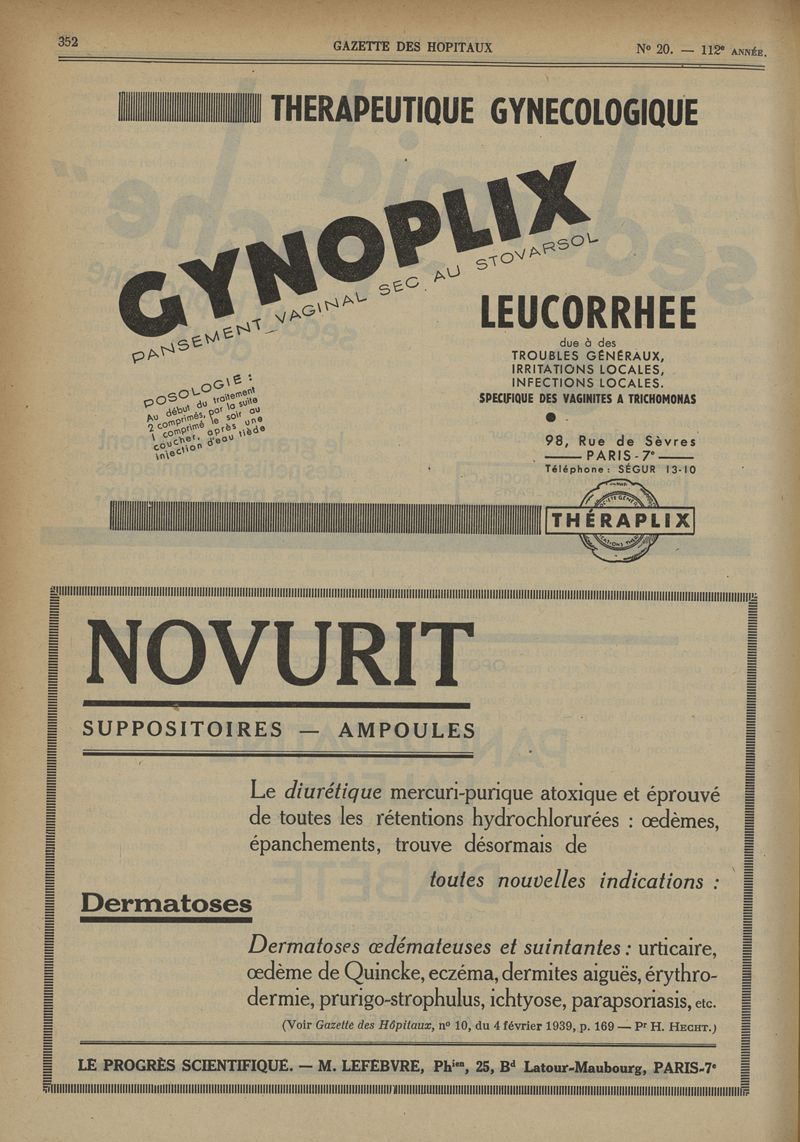 352
GAZETTE DES HOPITAUX
Nº 20. — 112e ANNÉE.
THERAPEUTIQUE GYNECOLOGIQUE
GYNOPLIX
PANSEMENT_VAGINAL SEC AU STOVARSOL
LEUCORRHEE
due à des
TROUBLES GÉNÉRAUX,
IRRITATIONS LOCALES,
INFECTIONS LOCALES.
SPECIFIQUE DES VAGINITES A TRICHOMONAS
POSOLOGIE :
Au début du traitement
2 comprimés, par la suite
1 comprimé le soir au
coucher, après une
injection d'eau tiède
98, Rue de Sèvres
PARIS-7e
Téléphone : SÉGUR 13-10
THÉRAPLIX
NOVURIT
SUPPOSITOIRES — AMPOULES
Le diurétique mercuri-purique atoxique et éprouvé
de toutes les rétentions hydrochlorurées : œdèmes,
épanchements, trouve désormais de
toutes nouvelles indications :
Dermatoses
Dermatoses œdémateuses et suintantes : urticaire,
œdème de Quincke, eczéma, dermites aiguës, érythro-
dermie, prurigo-strophulus, ichtyose, parapsoriasis, etc.
(Voir Gazette des Hôpitaux, nº 10, du 4 février 1939, p. 169 — Pr H. HECHT.)
LE PROGRÈS SCIENTIFIQUE. — M. LEFÉBVRE, Phien, 25, Bd Latour-Maubourg, PARIS-7e